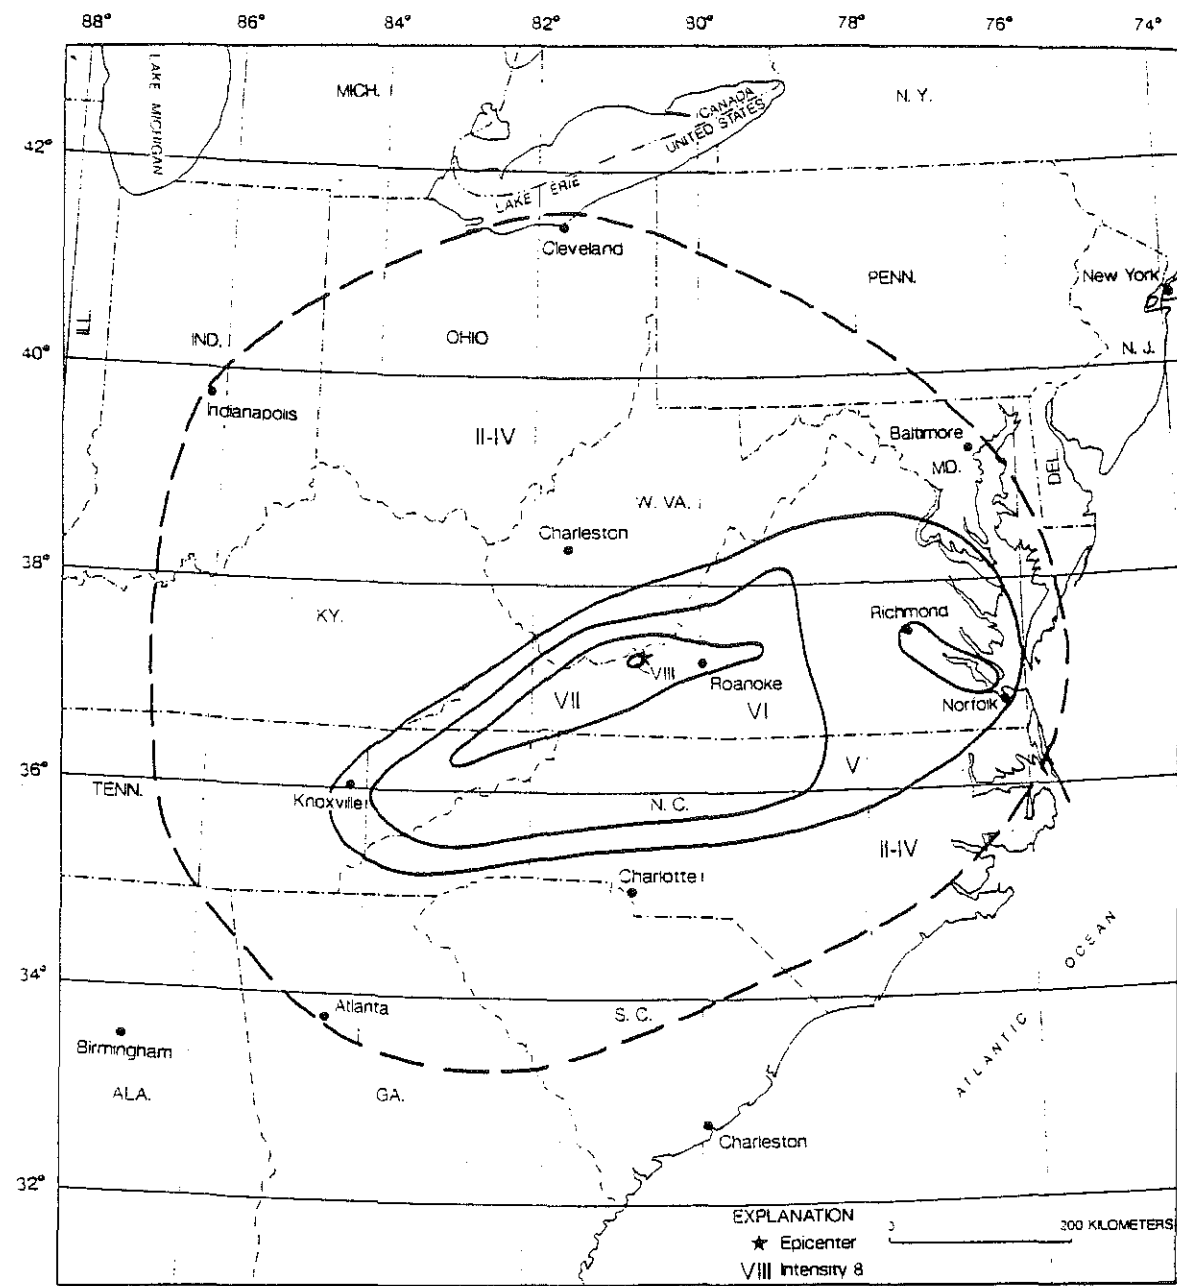 88° 86° 84° 82° 80° 78° 76° 74°
LAKE MICHIGAN
MICH.
CANADA
UNITED STATES
N. Y.
42°
LAKE ERIE
Cleveland
PENN.
New York
ILL.
IND.
OHIO
N. J.
40°
Indianapolis
II-IV
Baltimore
MD.
DEL.
W. VA.
Charleston
38°
KY.
Richmond
VIII
Roanoke
VII
VI
Norfolk
36°
V
TENN.
Knoxville
N. C.
II-IV
Charlotte
OCEAN
34°
Atlanta
S. C.
Birmingham
ATLANTIC
ALA.
GA.
Charleston
32°
EXPLANATION
200 KILOMETERS
★ Epicenter
VIII Intensity 8